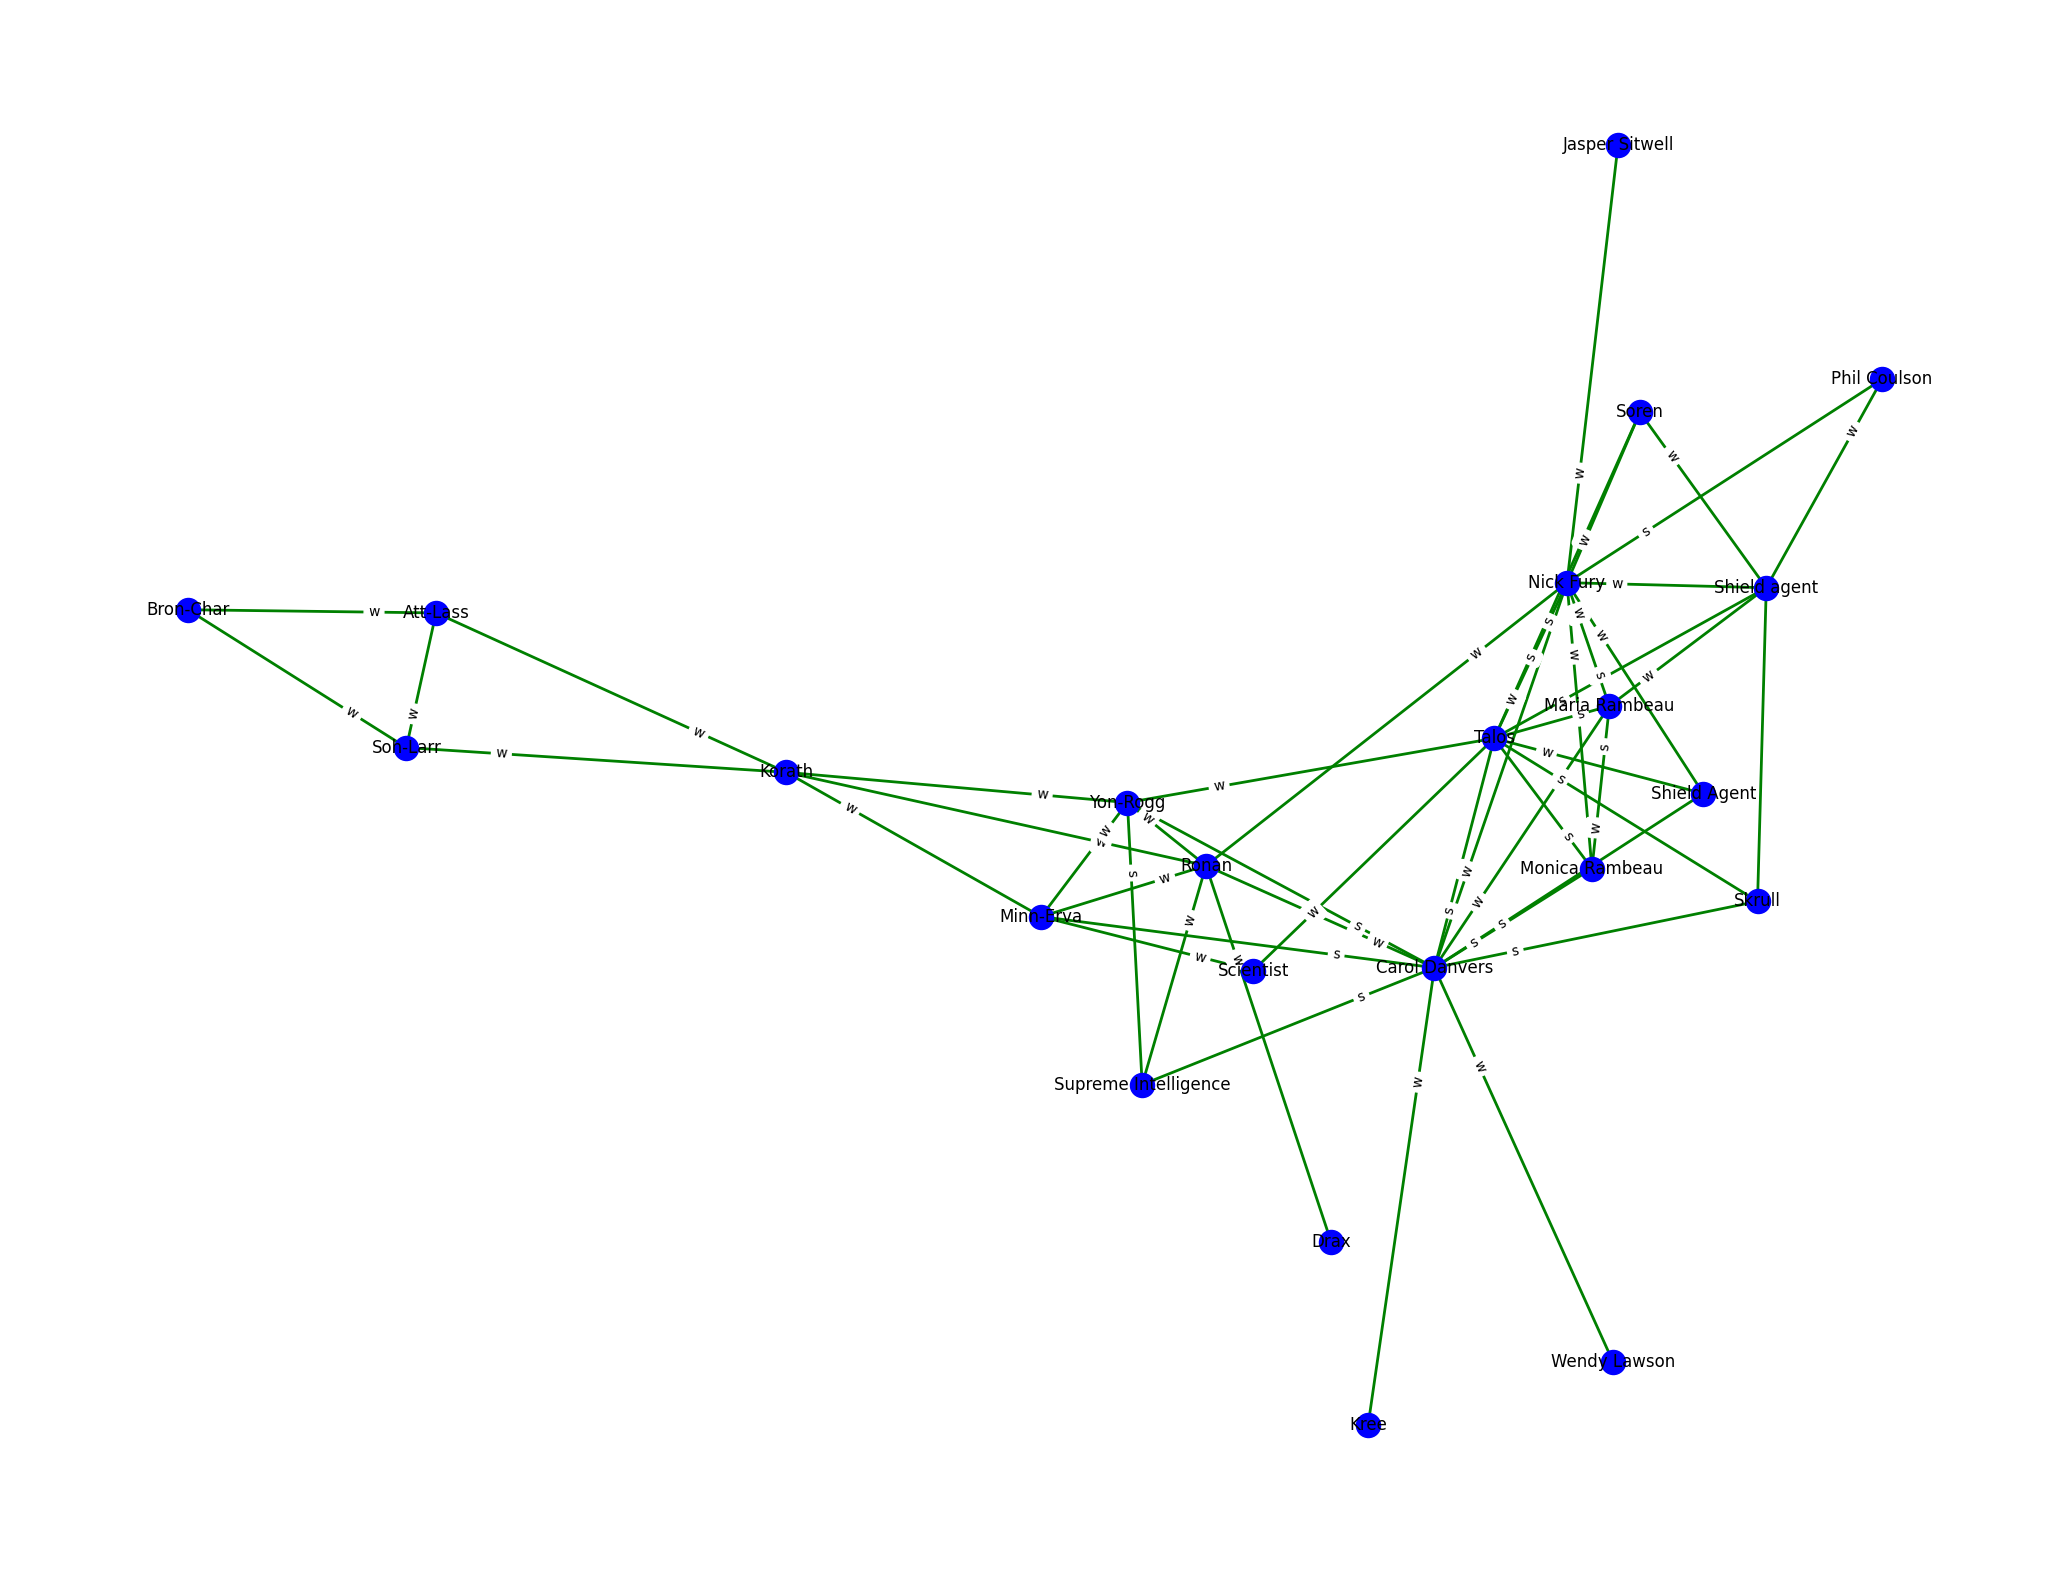 Jasper Sitwell
Phil Coulson
Soren
w
w
w
s
w
Nick Fury
w
Shield agent
Bron-Char
w
Att-Lass
w
s
w
w
w
s
s
w
s
w
s
w
Maria Rambeau
s
w
w
Talos
Son-Larr
w
w
s
w
Korath
s
w
w
Shield Agent
Yon-Rogg
w
w
w
w
s
Ronan
Monica Rambeau
s
w
w
w
Skrull
w
s
w
Minn-Erva
w
s
s
w
s
s
s
w
w
Scientist
Carol Danvers
s
w
w
Supreme Intelligence
Drax
Wendy Lawson
Kree